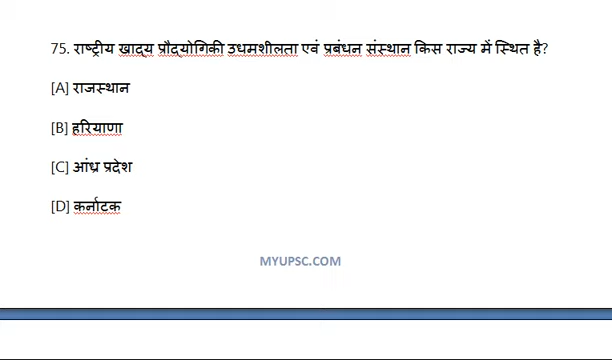 75. राष्ट्रीय खाद्य प्रौद्योगिकी उधमशीलता एवं प्रबंधन संस्थान किस राज्य में स्थित है?
[A] राजस्थान
[B] हरियाणा
[C] आंध्र प्रदेश
[D] कर्नाटक
MYUPSC.COM